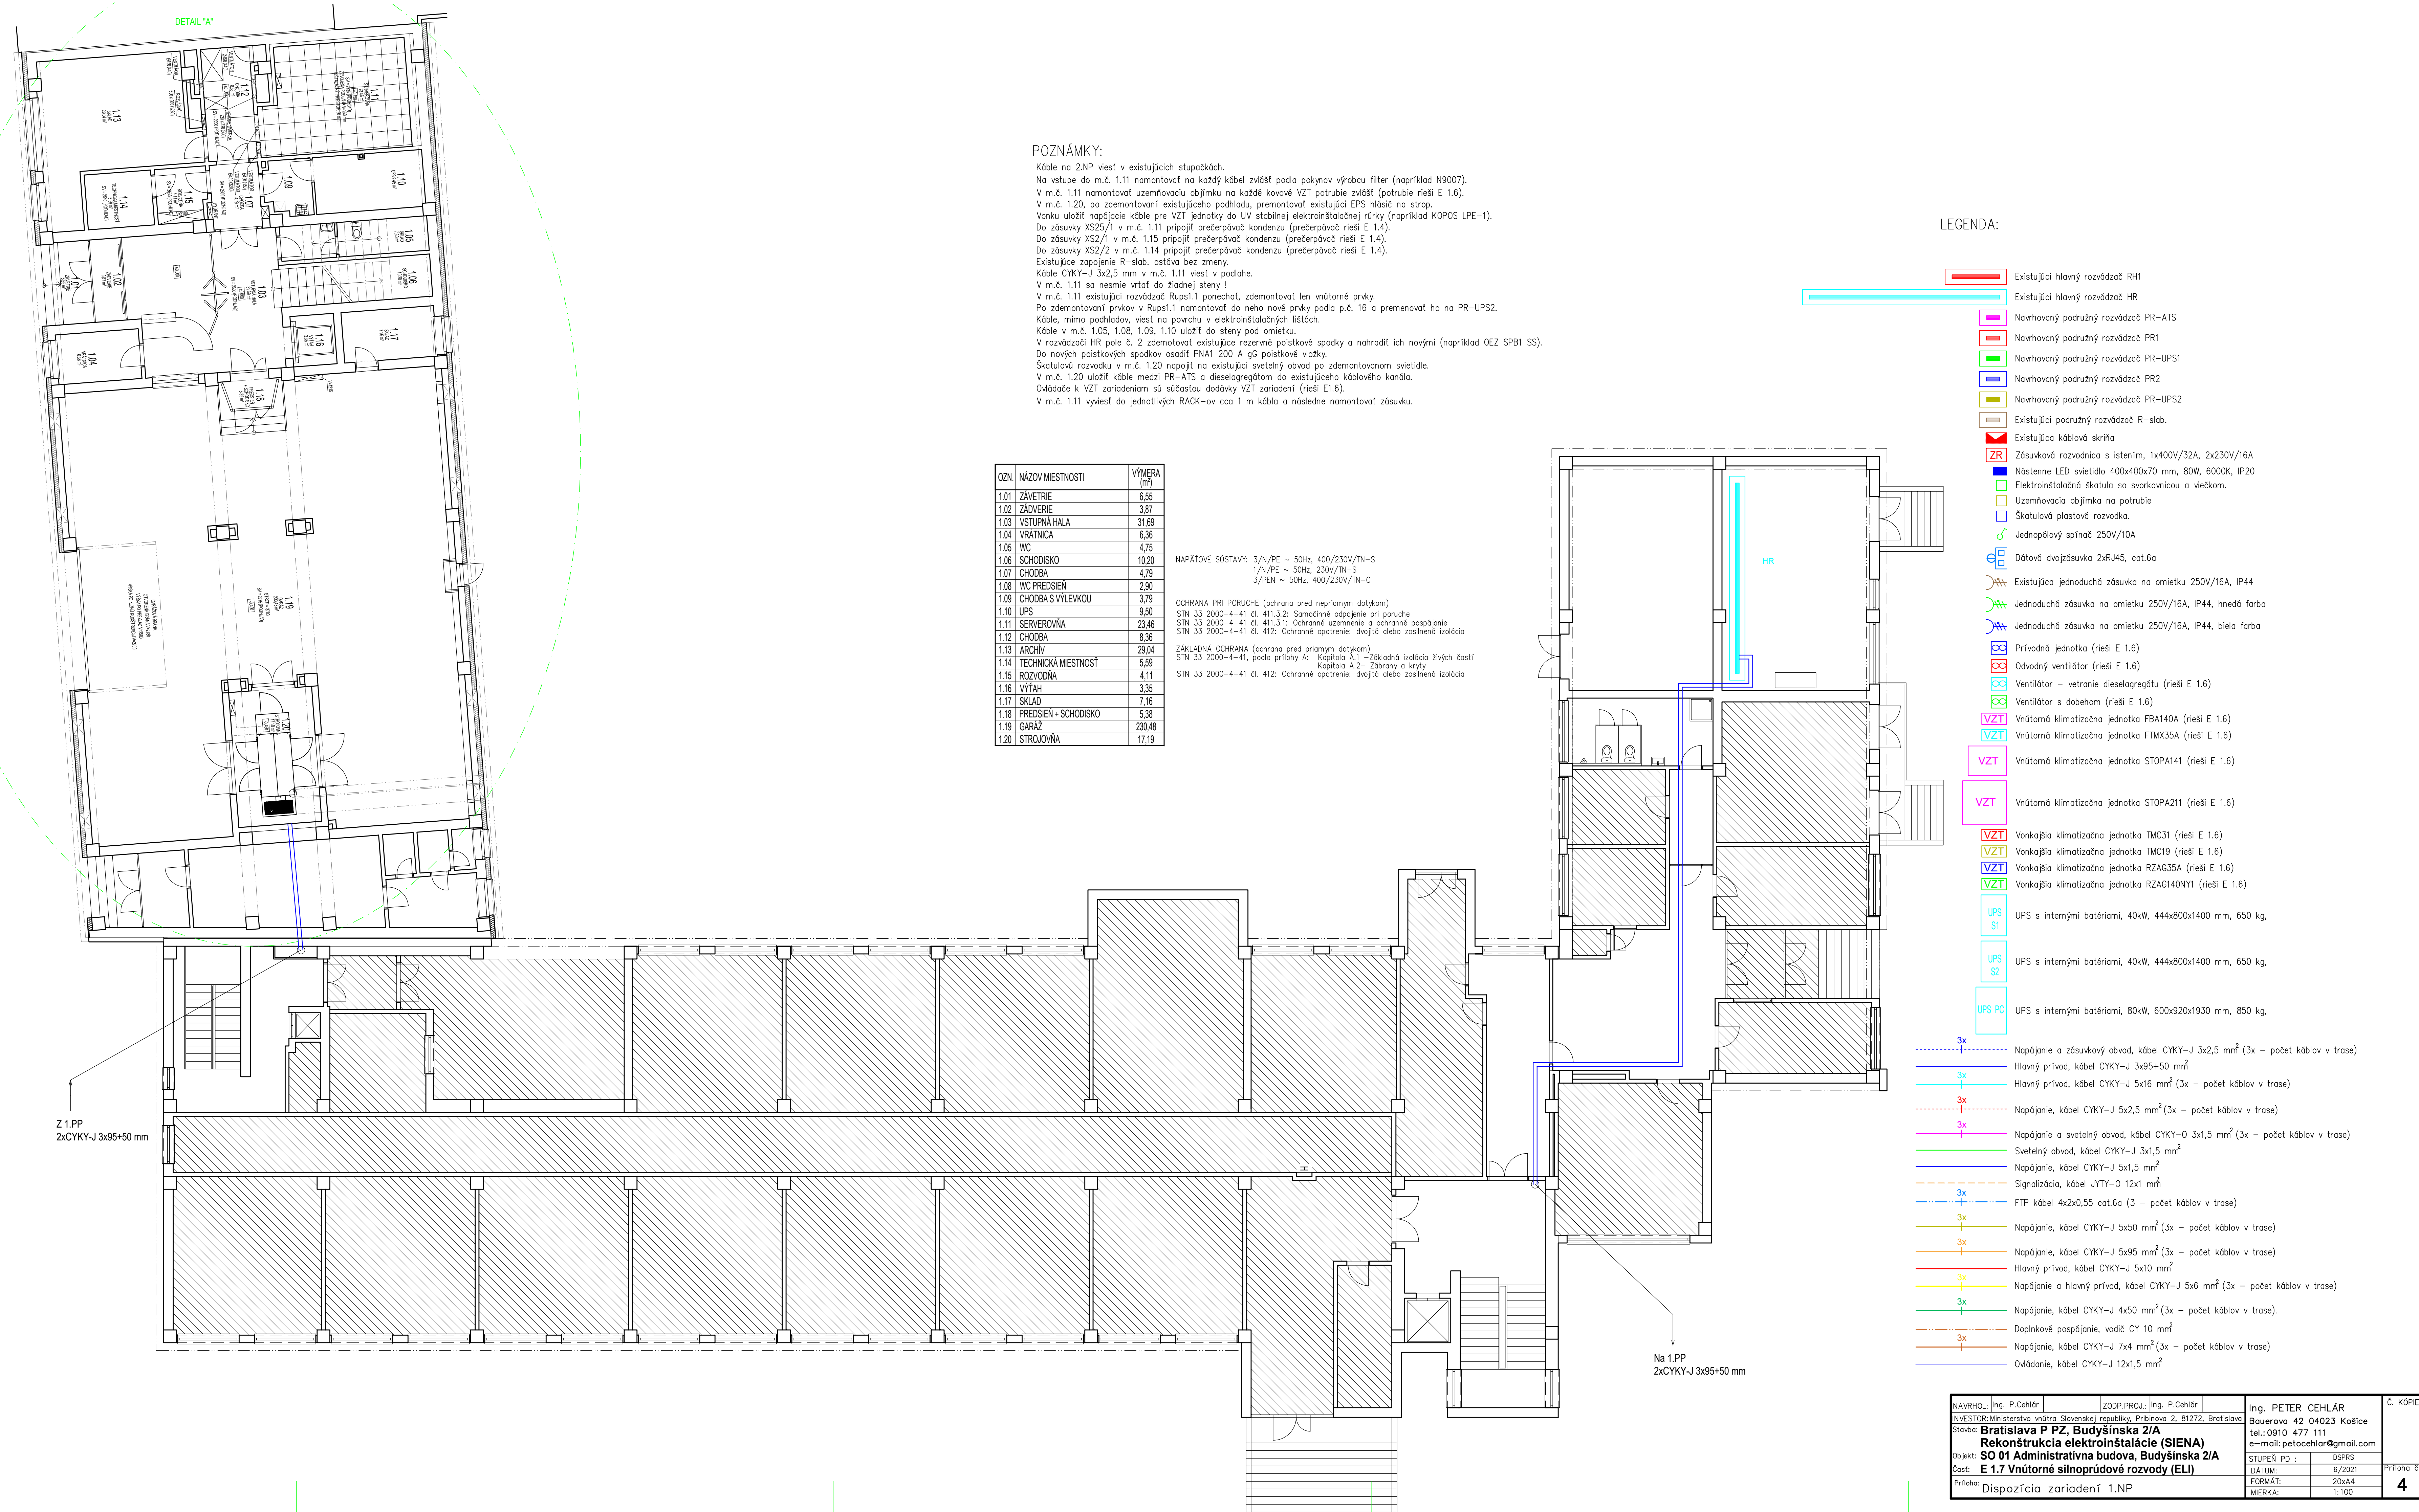 DETAIL "A"
POZNÁMKY:
Káble na 2.NP viesť v existujúcich stupačkách.
Na vstupe do m.č. 1.11 namontovať na každý kábel zvlášť podla pokynov výrobcu filter (napríklad N9007).
V m.č. 1.11 namontovať uzemňovaciu objímku na každé kovové VZT potrubie zvlášť (potrubie rieši E 1.6).
V m.č. 1.20, po zdemontovaní existujúceho podhladu, premontovať existujúci EPS hlásič na strop.
Vonku uložiť napájacie káble pre VZT jednotky do UV stabilnej elektroinštalačnej rúrky (napríklad KOPOS LPE-1).
Do zásuvky XS25/1 v m.č. 1.11 pripojiť prečerpávač kondenzu (prečerpávač rieši E 1.4).
Do zásuvky XS2/1 v m.č. 1.15 pripojiť prečerpávač kondenzu (prečerpávač rieši E 1.4).
Do zásuvky XS2/2 v m.č. 1.14 pripojiť prečerpávač kondenzu (prečerpávač rieši E 1.4).
Existujúce zapojenie R-slab. ostáva bez zmeny.
Káble CYKY-J 3x2,5 mm v m.č. 1.11 viesť v podlahe.
V m.č. 1.11 sa nesmie vrtať do žiadnej steny !
V m.č. 1.11 existujúci rozvádzač Rups1.1 ponechať, zdemontovať len vnútorné prvky.
Po zdemontovaní prvkov v Rups1.1 namontovať do neho nové prvky podla p.č. 16 a premenovať ho na PR-UPS2.
Káble, mimo podhladov, viesť na povrchu v elektroinštalačných lištách.
Káble v m.č. 1.05, 1.08, 1.09, 1.10 uložiť do steny pod omietku.
V rozvádzači HR pole č. 2 zdemotovať existujúce rezervné poistkové spodky a nahradiť ich novými (napríklad OEZ SPB1 SS).
Do nových poistkových spodkov osadiť PNA1 200 A gG poistkové vložky.
Škatulovú rozvodku v m.č. 1.20 napojiť na existujúci svetelný obvod po zdemontovanom svietidle.
V m.č. 1.20 uložiť káble medzi PR-ATS a dieselagregátom do existujúceho káblového kanála.
Ovládače k VZT zariadeniam sú súčasťou dodávky VZT zariadení (rieši E1.6).
V m.č. 1.11 vyviesť do jednotlivých RACK-ov cca 1 m kábla a následne namontovať zásuvku.
OZN. NÁZOV MIESTNOSTI VÝMERA (m²)
1.01 ZÁVETRIE 6,55
1.02 ZÁDVERIE 3,87
1.03 VSTUPNÁ HALA 31,69
1.04 VRÁTNICA 6,36
1.05 WC 4,75
1.06 SCHODISKO 10,20
1.07 CHODBA 4,79
1.08 WC PREDSIEŇ 2,90
1.09 CHODBA S VÝLEVKOU 3,79
1.10 UPS 9,50
1.11 SERVEROVŇA 23,46
1.12 CHODBA 8,36
1.13 ARCHÍV 29,04
1.14 TECHNICKÁ MIESTNOSŤ 5,59
1.15 ROZVODŇA 4,11
1.16 VÝŤAH 3,35
1.17 SKLAD 7,16
1.18 PREDSIEŇ + SCHODISKO 5,38
1.19 GARÁŽ 230,48
1.20 STROJOVŇA 17,19
NAPÄŤOVÉ SÚSTAVY: 3/N/PE ~ 50Hz, 400/230V/TN-S
1/N/PE ~ 50Hz, 230V/TN-S
3/PEN ~ 50Hz, 400/230V/TN-C
OCHRANA PRI PORUCHE (ochrana pred nepriamym dotykom)
STN 33 2000-4-41 čl. 411.3.2: Samočinné odpojenie pri poruche
STN 33 2000-4-41 čl. 411.3.1: Ochranné uzemnenie a ochranné pospájanie
STN 33 2000-4-41 čl. 412: Ochranné opatrenie: dvojitá alebo zosilnená izolácia
ZÁKLADNÁ OCHRANA (ochrana pred priamym dotykom)
STN 33 2000-4-41, podla prílohy A: Kapitola A.1 -Základná izolácia živých častí
Kapitola A.2- Zábrany a kryty
STN 33 2000-4-41 čl. 412: Ochranné opatrenie: dvojitá alebo zosilnená izolácia
HR
Z 1.PP
2xCYKY-J 3x95+50 mm
Na 1.PP
2xCYKY-J 3x95+50 mm
LEGENDA:
Existujúci hlavný rozvádzač RH1
Existujúci hlavný rozvádzač HR
Navrhovaný podružný rozvádzač PR-ATS
Navrhovaný podružný rozvádzač PR1
Navrhovaný podružný rozvádzač PR-UPS1
Navrhovaný podružný rozvádzač PR2
Navrhovaný podružný rozvádzač PR-UPS2
Existujúci podružný rozvádzač R-slab.
Existujúca káblová skriňa
ZR Zásuvková rozvodnica s istením, 1x400V/32A, 2x230V/16A
Nástenne LED svietidlo 400x400x70 mm, 80W, 6000K, IP20
Elektroinštalačná škatula so svorkovnicou a viečkom.
Uzemňovacia objímka na potrubie
Škatulová plastová rozvodka.
Jednopólový spínač 250V/10A
Dátová dvojzásuvka 2xRJ45, cat.6a
Existujúca jednoduchá zásuvka na omietku 250V/16A, IP44
Jednoduchá zásuvka na omietku 250V/16A, IP44, hnedá farba
Jednoduchá zásuvka na omietku 250V/16A, IP44, biela farba
Prívodná jednotka (rieši E 1.6)
Odvodný ventilátor (rieši E 1.6)
Ventilátor - vetranie dieselagregátu (rieši E 1.6)
Ventilátor s dobehom (rieši E 1.6)
VZT Vnútorná klimatizačna jednotka FBA140A (rieši E 1.6)
VZT Vnútorná klimatizačna jednotka FTMX35A (rieši E 1.6)
VZT Vnútorná klimatizačna jednotka STOPA141 (rieši E 1.6)
VZT Vnútorná klimatizačna jednotka STOPA211 (rieši E 1.6)
VZT Vonkajšia klimatizačna jednotka TMC31 (rieši E 1.6)
VZT Vonkajšia klimatizačna jednotka TMC19 (rieši E 1.6)
VZT Vonkajšia klimatizačna jednotka RZAG35A (rieši E 1.6)
VZT Vonkajšia klimatizačna jednotka RZAG140NY1 (rieši E 1.6)
UPS S1 UPS s internými batériami, 40kW, 444x800x1400 mm, 650 kg,
UPS S2 UPS s internými batériami, 40kW, 444x800x1400 mm, 650 kg,
UPS PC UPS s internými batériami, 80kW, 600x920x1930 mm, 850 kg,
3x Napájanie a zásuvkový obvod, kábel CYKY-J 3x2,5 mm² (3x - počet káblov v trase)
Hlavný prívod, kábel CYKY-J 3x95+50 mm²
3x Hlavný prívod, kábel CYKY-J 5x16 mm² (3x - počet káblov v trase)
3x Napájanie, kábel CYKY-J 5x2,5 mm² (3x - počet káblov v trase)
3x Napájanie a svetelný obvod, kábel CYKY-O 3x1,5 mm² (3x - počet káblov v trase)
Svetelný obvod, kábel CYKY-J 3x1,5 mm²
Napájanie, kábel CYKY-J 5x1,5 mm²
Signalizácia, kábel JYTY-O 12x1 mm²
3x FTP kábel 4x2x0,55 cat.6a (3 - počet káblov v trase)
3x Napájanie, kábel CYKY-J 5x50 mm² (3x - počet káblov v trase)
3x Napájanie, kábel CYKY-J 5x95 mm² (3x - počet káblov v trase)
Hlavný prívod, kábel CYKY-J 5x10 mm²
3x Napájanie a hlavný prívod, kábel CYKY-J 5x6 mm² (3x - počet káblov v trase)
3x Napájanie, kábel CYKY-J 4x50 mm² (3x - počet káblov v trase).
Doplnkové pospájanie, vodič CY 10 mm²
3x Napájanie, kábel CYKY-J 7x4 mm² (3x - počet káblov v trase)
Ovládanie, kábel CYKY-J 12x1,5 mm²
NAVRHOL: Ing. P.Cehlár ZODP.PROJ.: Ing. P.Cehlár
INVESTOR: Ministerstvo vnútra Slovenskej republiky, Pribinova 2, 81272, Bratislava
Stavba: Bratislava P PZ, Budyšínska 2/A
Rekonštrukcia elektroinštalácie (SIENA)
Objekt: SO 01 Administratívna budova, Budyšínska 2/A
Časť: E 1.7 Vnútorné silnoprúdové rozvody (ELI)
Príloha: Dispozícia zariadení 1.NP
Ing. PETER CEHLÁR
Bauerova 42 04023 Košice
tel.: 0910 477 111
e-mail: petocehlar@gmail.com
STUPEŇ PD : DSPRS
DÁTUM: 6/2021
FORMÁT: 20xA4
MIERKA: 1:100
Č. KÓPIE
Príloha č
4